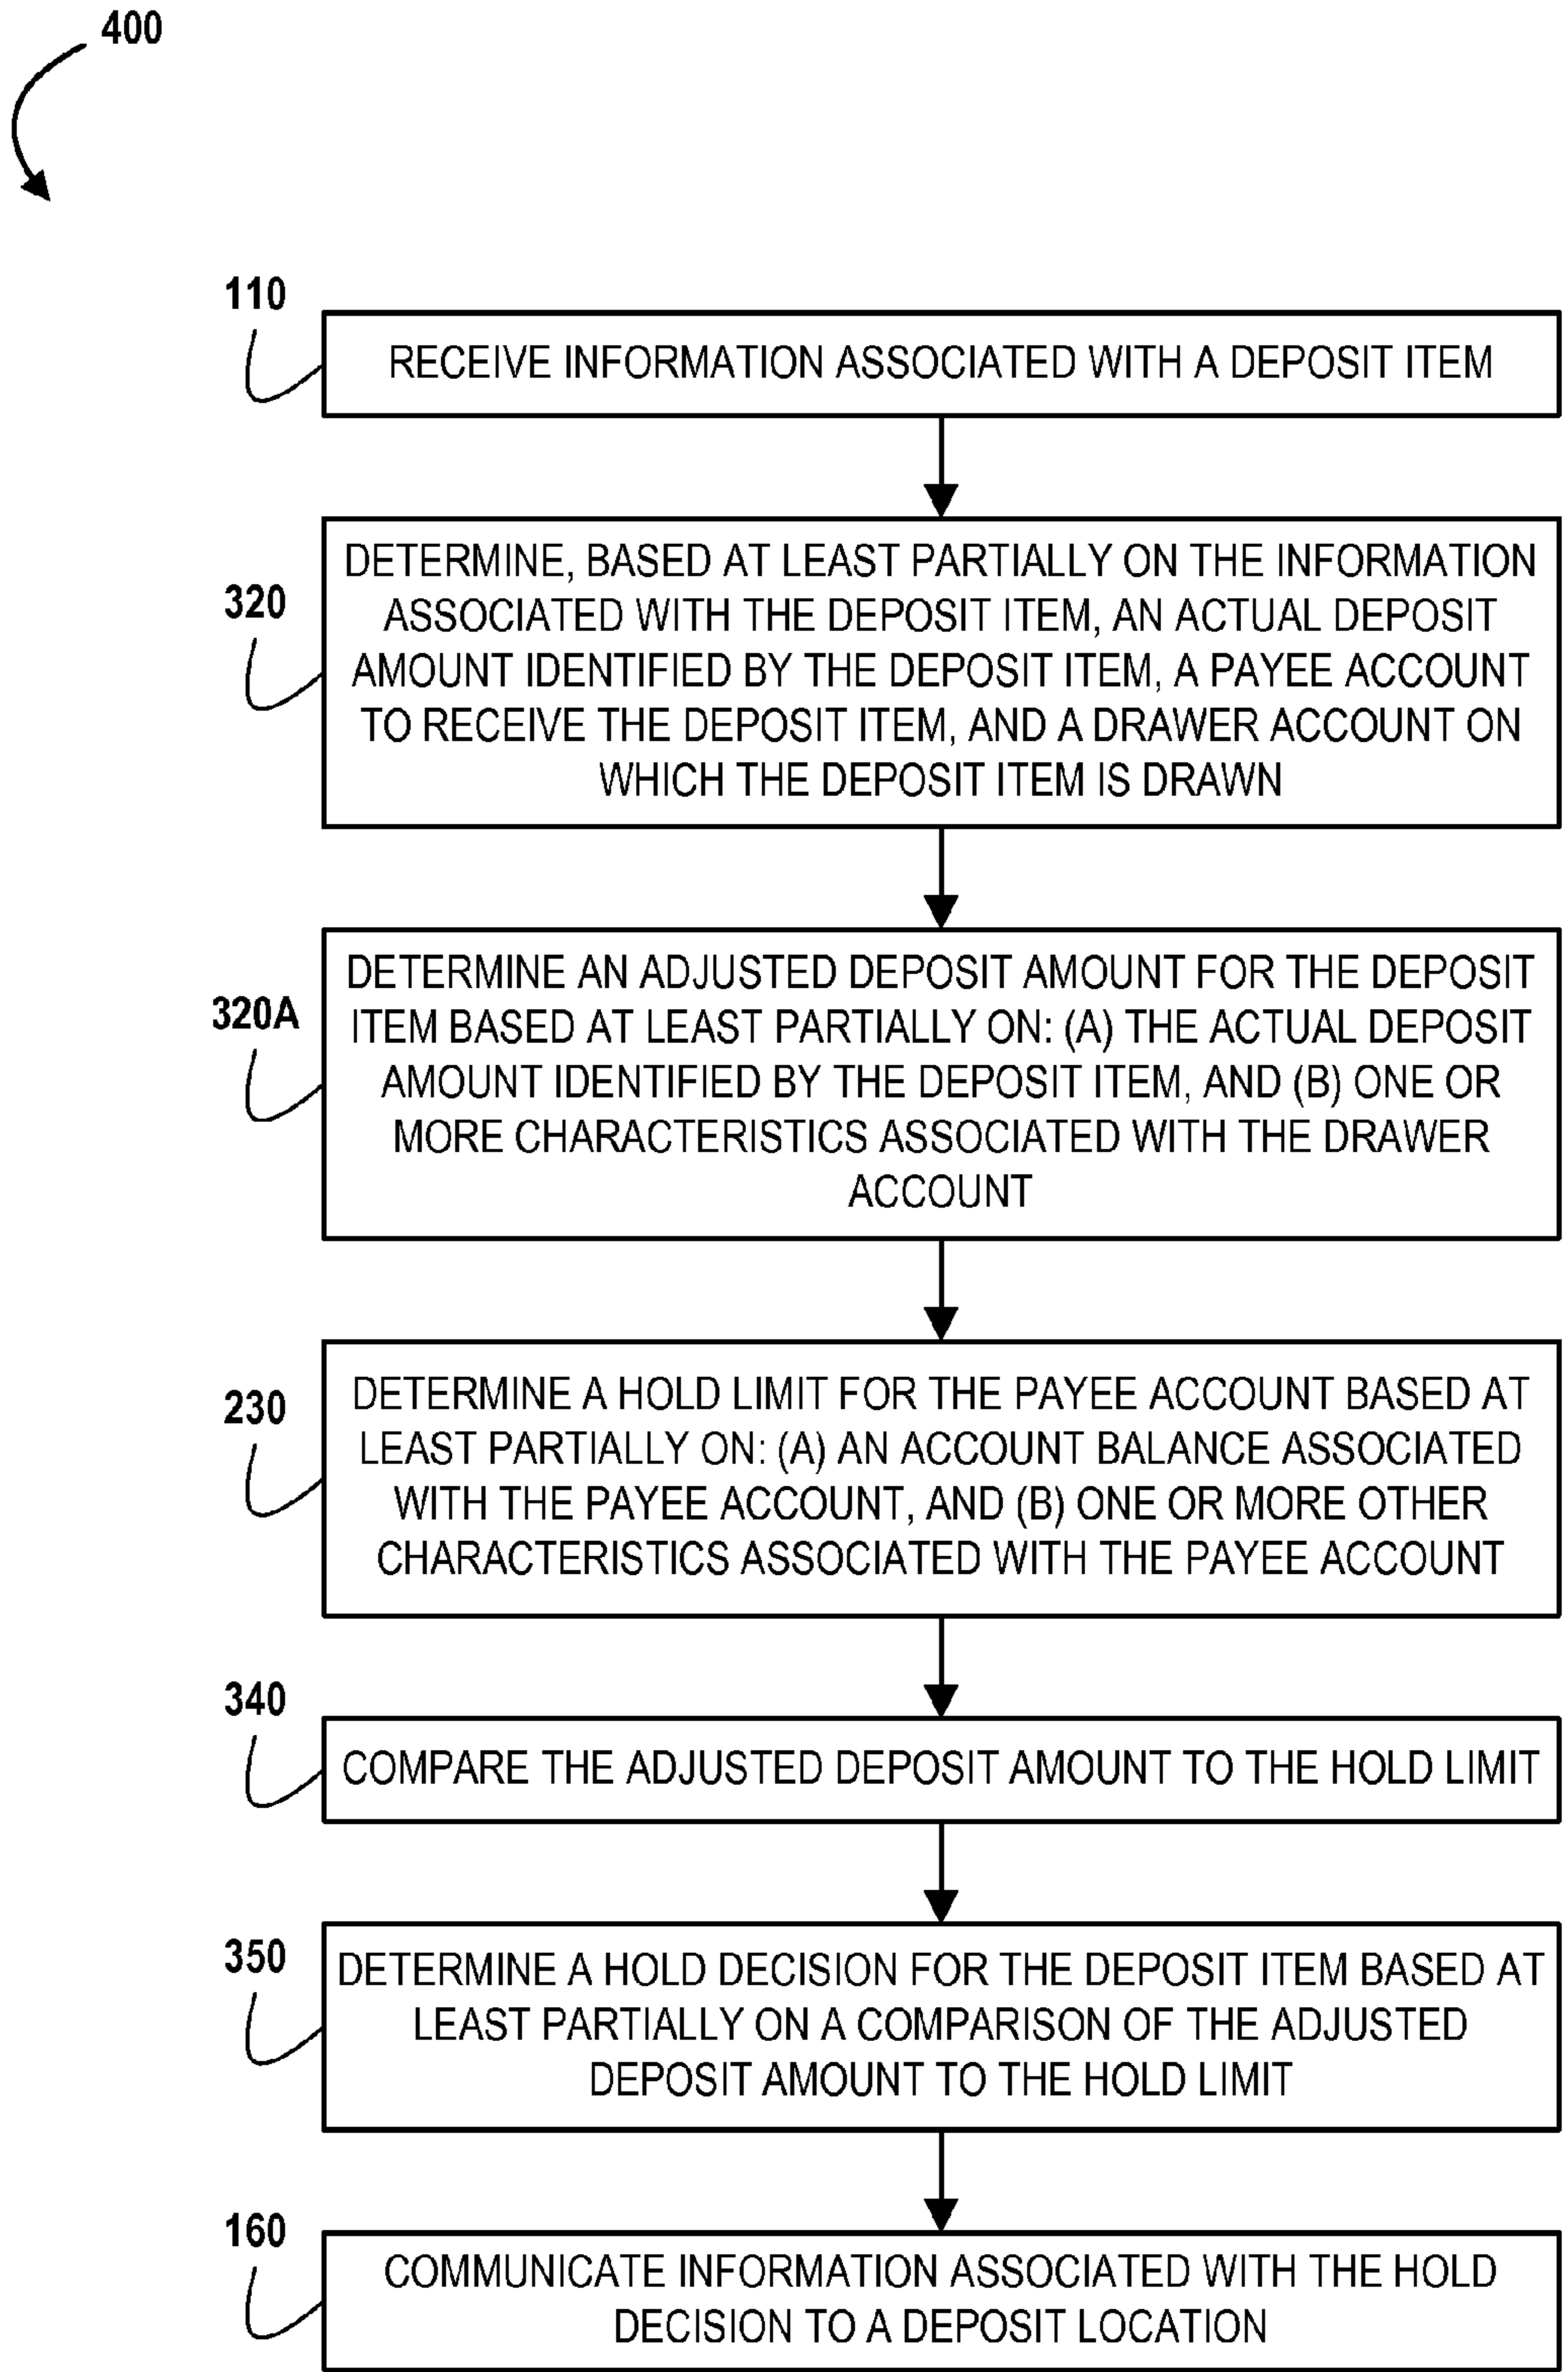 400
110
RECEIVE INFORMATION ASSOCIATED WITH A DEPOSIT ITEM
320
DETERMINE, BASED AT LEAST PARTIALLY ON THE INFORMATION
ASSOCIATED WITH THE DEPOSIT ITEM, AN ACTUAL DEPOSIT
AMOUNT IDENTIFIED BY THE DEPOSIT ITEM, A PAYEE ACCOUNT
TO RECEIVE THE DEPOSIT ITEM, AND A DRAWER ACCOUNT ON
WHICH THE DEPOSIT ITEM IS DRAWN
320A
DETERMINE AN ADJUSTED DEPOSIT AMOUNT FOR THE DEPOSIT
ITEM BASED AT LEAST PARTIALLY ON: (A) THE ACTUAL DEPOSIT
AMOUNT IDENTIFIED BY THE DEPOSIT ITEM, AND (B) ONE OR
MORE CHARACTERISTICS ASSOCIATED WITH THE DRAWER
ACCOUNT
230
DETERMINE A HOLD LIMIT FOR THE PAYEE ACCOUNT BASED AT
LEAST PARTIALLY ON: (A) AN ACCOUNT BALANCE ASSOCIATED
WITH THE PAYEE ACCOUNT, AND (B) ONE OR MORE OTHER
CHARACTERISTICS ASSOCIATED WITH THE PAYEE ACCOUNT
340
COMPARE THE ADJUSTED DEPOSIT AMOUNT TO THE HOLD LIMIT
350
DETERMINE A HOLD DECISION FOR THE DEPOSIT ITEM BASED AT
LEAST PARTIALLY ON A COMPARISON OF THE ADJUSTED
DEPOSIT AMOUNT TO THE HOLD LIMIT
160
COMMUNICATE INFORMATION ASSOCIATED WITH THE HOLD
DECISION TO A DEPOSIT LOCATION